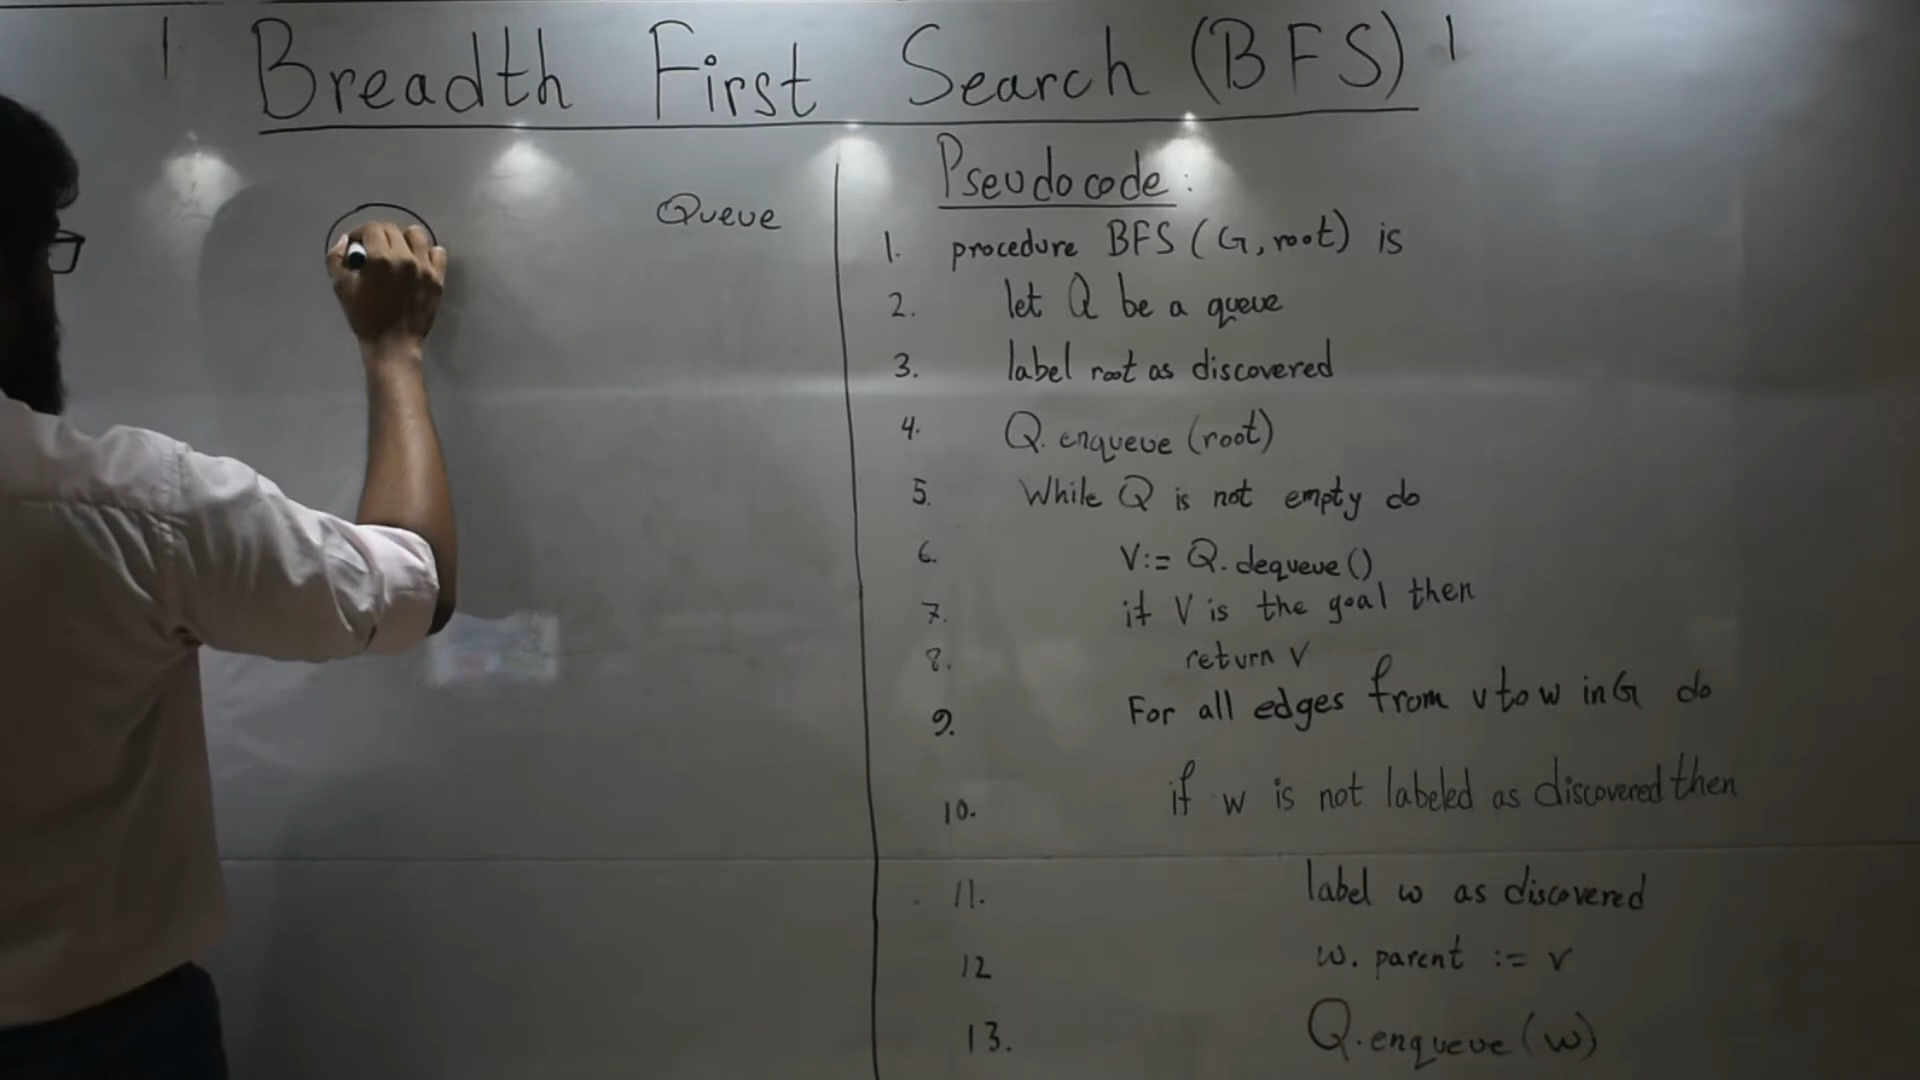 Breadth First Search (BFS)
Queue
Pseudocode:
1. procedure BFS (G, root) is
2. let Q be a queue
3. label root as discovered
4. Q. enqueue (root)
5. While Q is not empty do
6. V:= Q. dequeue ()
7. if V is the goal then
8. return V
9. For all edges from v to w in G do
10. if w is not labeled as discovered then
11. label w as discovered
12 w. parent := v
13. Q. enqueue (w)